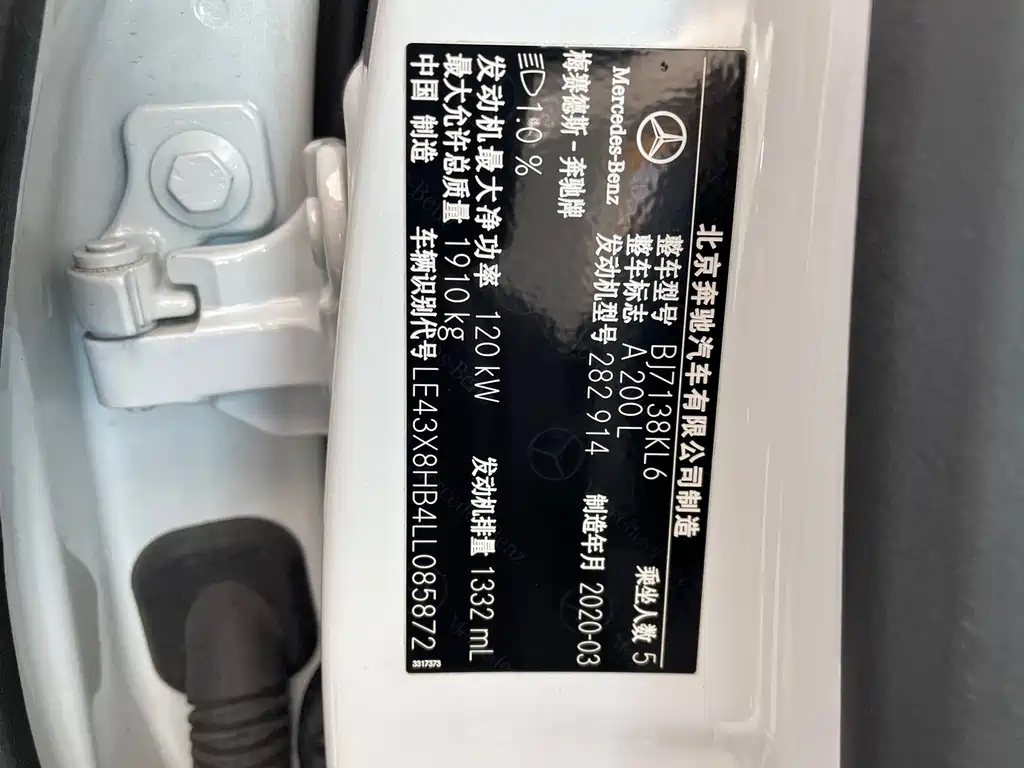 北京奔驰汽车有限公司制造
Mercedes-Benz
整车型号 BJ7138KL6
乘坐人数 5
整车标志 A 200 L
梅赛德斯-奔驰牌
发动机型号 282 914
制造年月 2020-03
1.0 %
发动机最大净功率 120 kW 发动机排量 1332 mL
最大允许总质量 1910 kg
中国 制造 车辆识别代号 LE43X8HB4LL085872
3317373